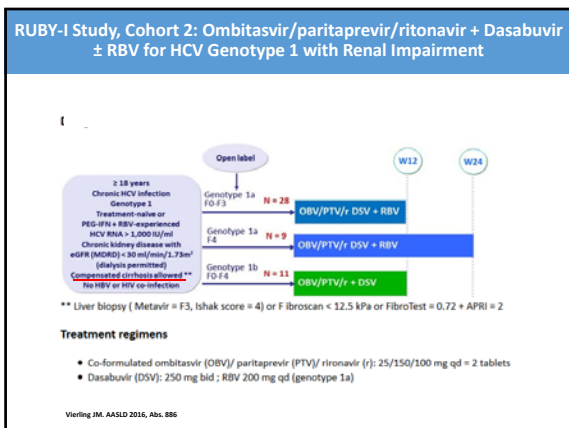 RUBY-I Study, Cohort 2: Ombitasvir/paritaprevir/ritonavir + Dasabuvir
± RBV for HCV Genotype 1 with Renal Impairment
Open label
W12
W24
≥ 18 years
Chronic HCV infection
Genotype 1
Treatment-naïve or
PEG-IFN + RBV-experienced
HCV RNA > 1,000 IU/ml
Chronic kidney disease with
eGFR (MDRD) < 30 ml/min/1.73m²
(dialysis permitted)
Compensated cirrhosis allowed **
No HBV or HIV co-infection
Genotype 1a
F0-F3
N = 28
OBV/PTV/r DSV + RBV
Genotype 1a
F4
N = 9
OBV/PTV/r DSV + RBV
Genotype 1b
F0-F4
N = 11
OBV/PTV/r + DSV
** Liver biopsy ( Metavir = F3, Ishak score = 4) or F ibroscan < 12.5 kPa or FibroTest = 0.72 + APRI = 2
Treatment regimens
• Co-formulated ombitasvir (OBV)/ paritaprevir (PTV)/ rironavir (r): 25/150/100 mg qd = 2 tablets
• Dasabuvir (DSV): 250 mg bid ; RBV 200 mg qd (genotype 1a)
Vierling JM. AASLD 2016, Abs. 886